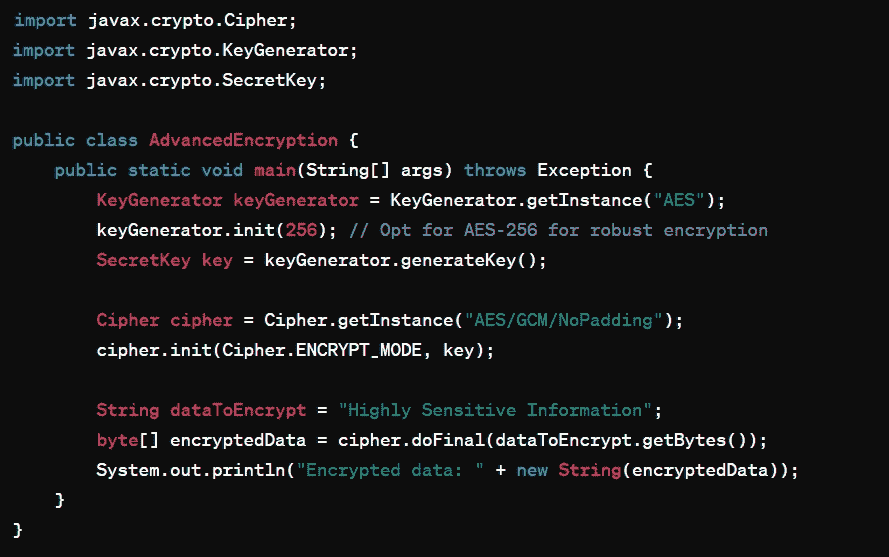 import javax.crypto.Cipher;
import javax.crypto.KeyGenerator;
import javax.crypto.SecretKey;

public class AdvancedEncryption {
    public static void main(String[] args) throws Exception {
        KeyGenerator keyGenerator = KeyGenerator.getInstance("AES");
        keyGenerator.init(256); // Opt for AES-256 for robust encryption
        SecretKey key = keyGenerator.generateKey();

        Cipher cipher = Cipher.getInstance("AES/GCM/NoPadding");
        cipher.init(Cipher.ENCRYPT_MODE, key);

        String dataToEncrypt = "Highly Sensitive Information";
        byte[] encryptedData = cipher.doFinal(dataToEncrypt.getBytes());
        System.out.println("Encrypted data: " + new String(encryptedData));
    }
}